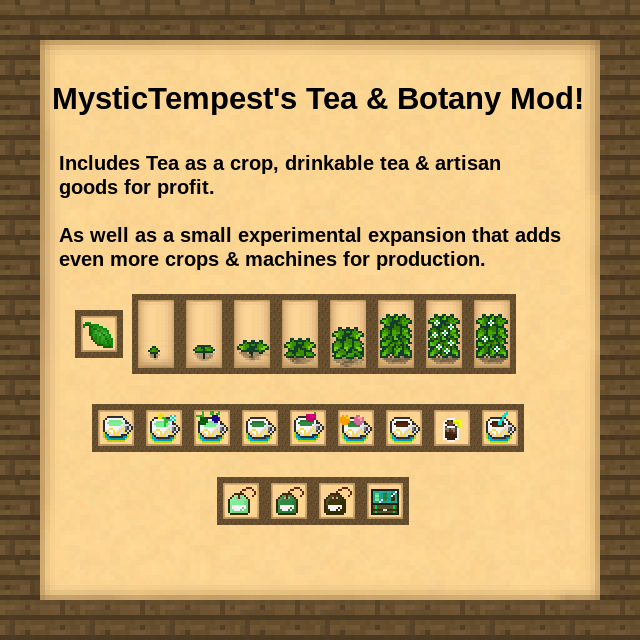 MysticTempest's Tea & Botany Mod!
Includes Tea as a crop, drinkable tea & artisan
goods for profit.
As well as a small experimental expansion that adds
even more crops & machines for production.